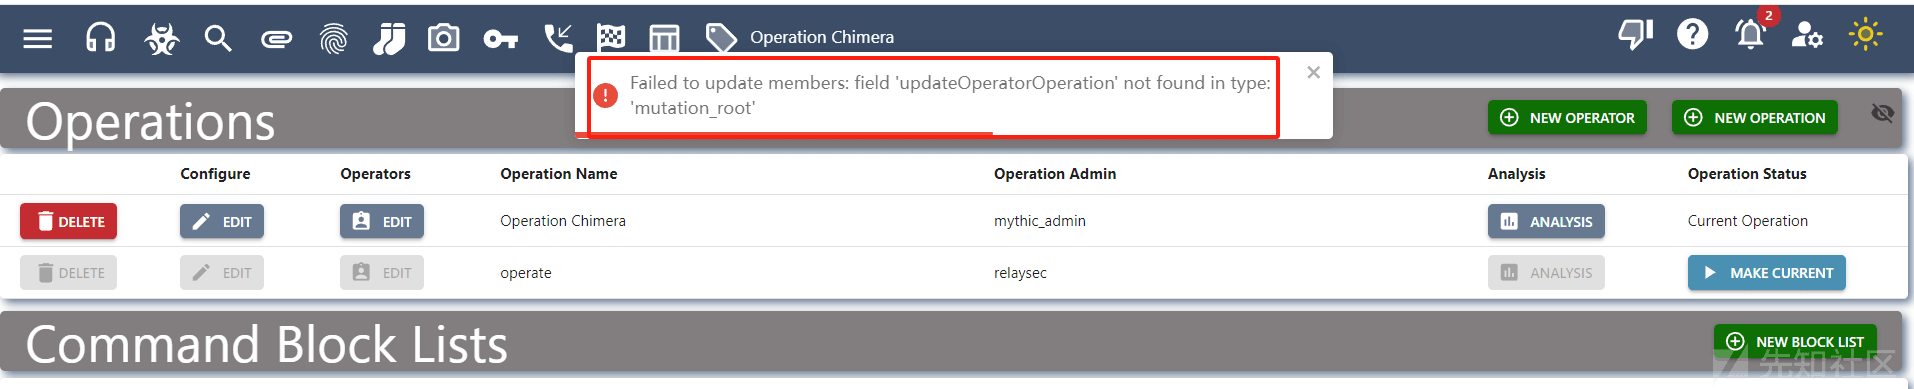 Operation Chimera
2
Failed to update members: field 'updateOperatorOperation' not found in type:
'mutation_root'
Operations
NEW OPERATOR
NEW OPERATION
Configure Operators Operation Name Operation Admin Analysis Operation Status
DELETE EDIT EDIT Operation Chimera mythic_admin ANALYSIS Current Operation
DELETE EDIT EDIT operate relaysec ANALYSIS MAKE CURRENT
Command Block Lists
NEW BLOCK LIST
先知社区